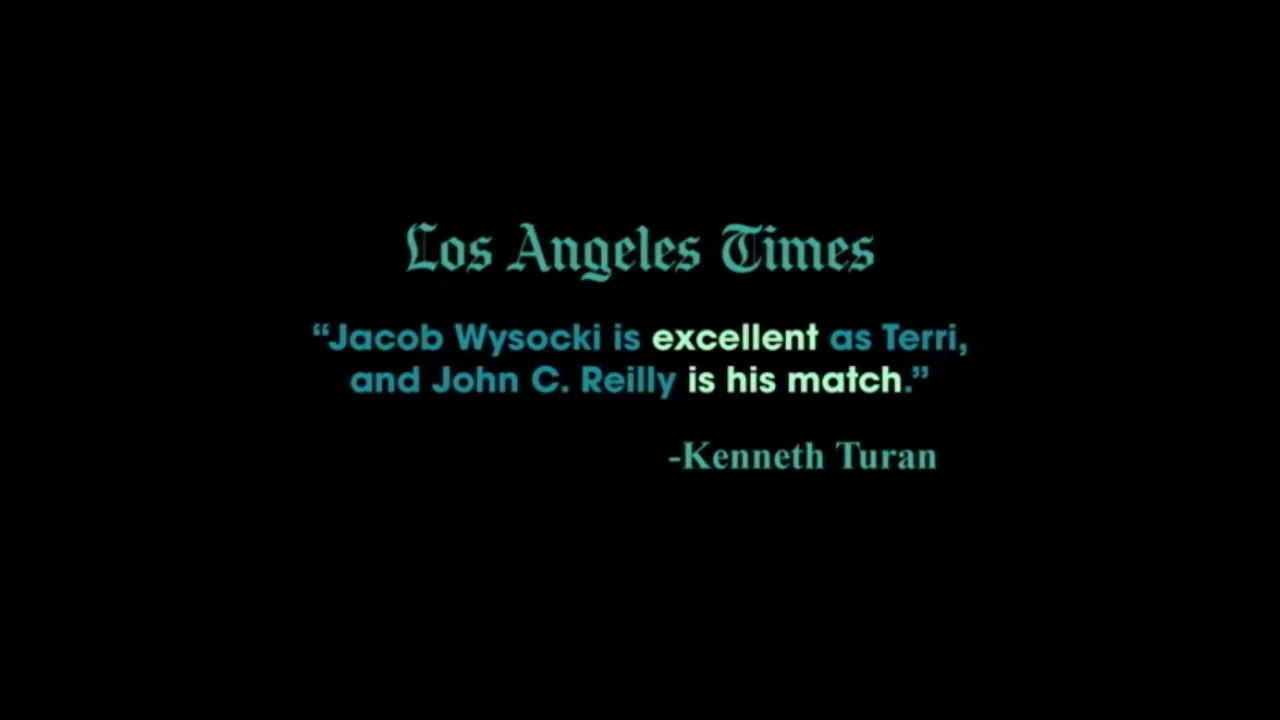 Los Angeles Times
“Jacob Wysocki is excellent as Terri,
and John C. Reilly is his match.”
-Kenneth Turan